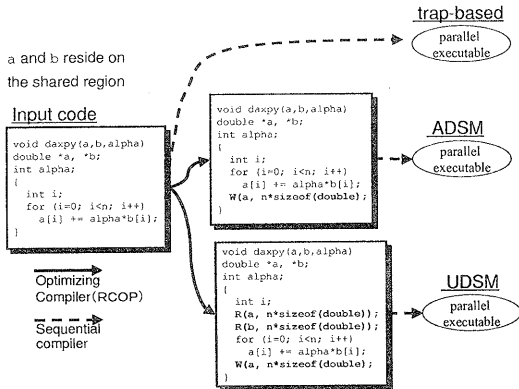 trap-based
parallel
executable
a and b reside on
the shared region
Input code
void daxpy(a,b,alpha)
double *a, *b;
int alpha;
{
int i;
for (i=0; i<n; i++)
a[i] += alpha*b[i];
}
void daxpy(a,b,alpha)
double *a, *b;
int alpha;
{
int i;
for (i=0; i<n; i++)
a[i] += alpha*b[i];
W(a, n*sizeof(double);
}
ADSM
parallel
executable
void daxpy(a,b,alpha)
double *a, *b;
int alpha;
{
int i;
R(a, n*sizeof(double));
R(b, n*sizeof(double));
for (i=0; i<n; i++)
a[i] += alpha*b[i];
W(a, n*sizeof(double);
}
UDSM
parallel
executable
Optimizing
Compiler(RCOP)
Sequential
compiler